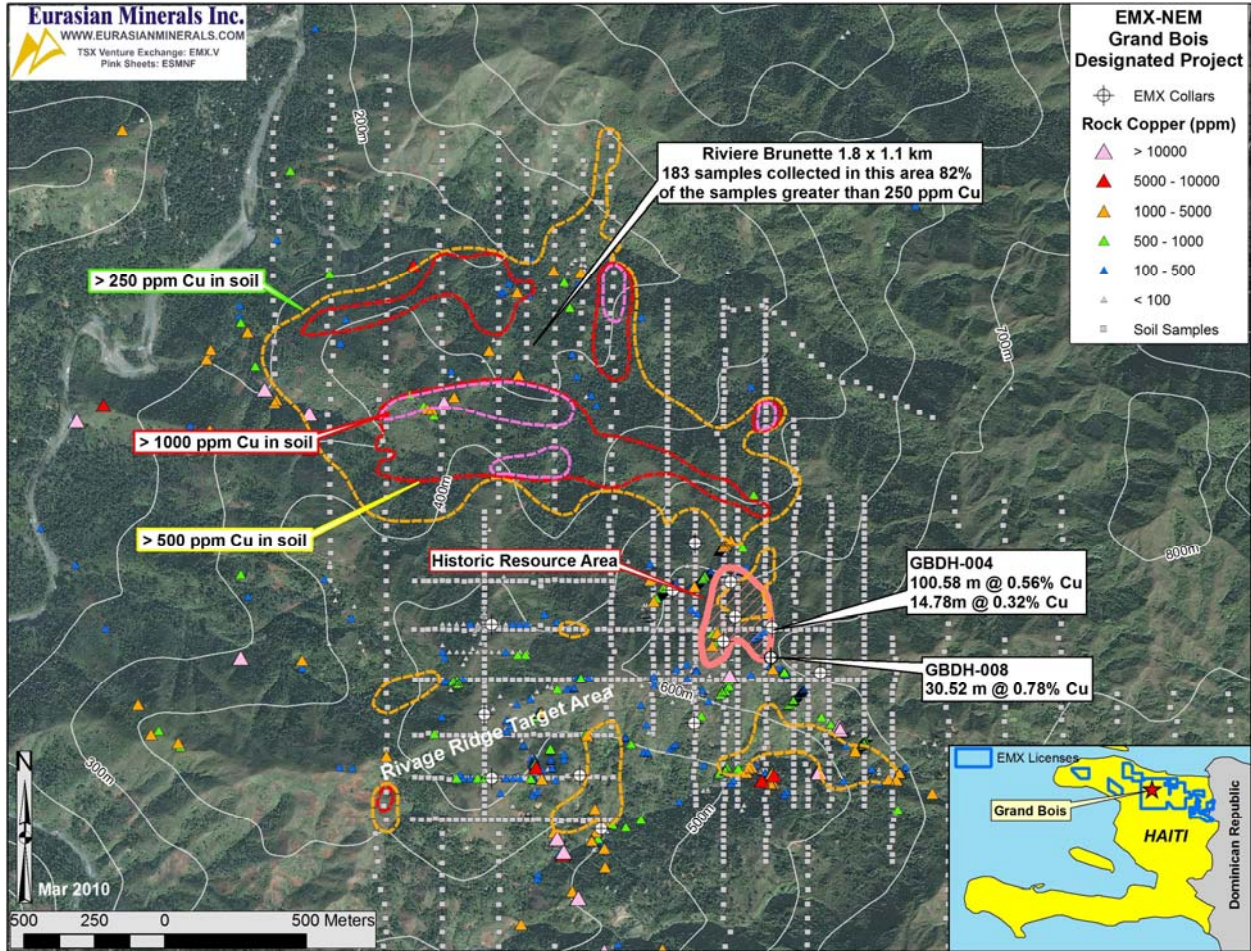 Eurasian Minerals Inc.
WWW.EURASIANMINERALS.COM
TSX Venture Exchange: EMX.V
Pink Sheets: ESMNF
EMX-NEM
Grand Bois
Designated Project
EMX Collars
Rock Copper (ppm)
> 10000
5000 - 10000
1000 - 5000
500 - 1000
100 - 500
< 100
Soil Samples
200m
Riviere Brunette 1.8 x 1.1 km
183 samples collected in this area 82%
of the samples greater than 250 ppm Cu
> 250 ppm Cu in soil
700m
> 1000 ppm Cu in soil
400m
> 500 ppm Cu in soil
800m
Historic Resource Area
GBDH-004
100.58 m @ 0.56% Cu
14.78m @ 0.32% Cu
GBDH-008
30.52 m @ 0.78% Cu
600m
Rivage Ridge Target Area
300m
500m
N
Mar 2010
500 250 0 500 Meters
EMX Licenses
Grand Bois
HAITI
Dominican Republic